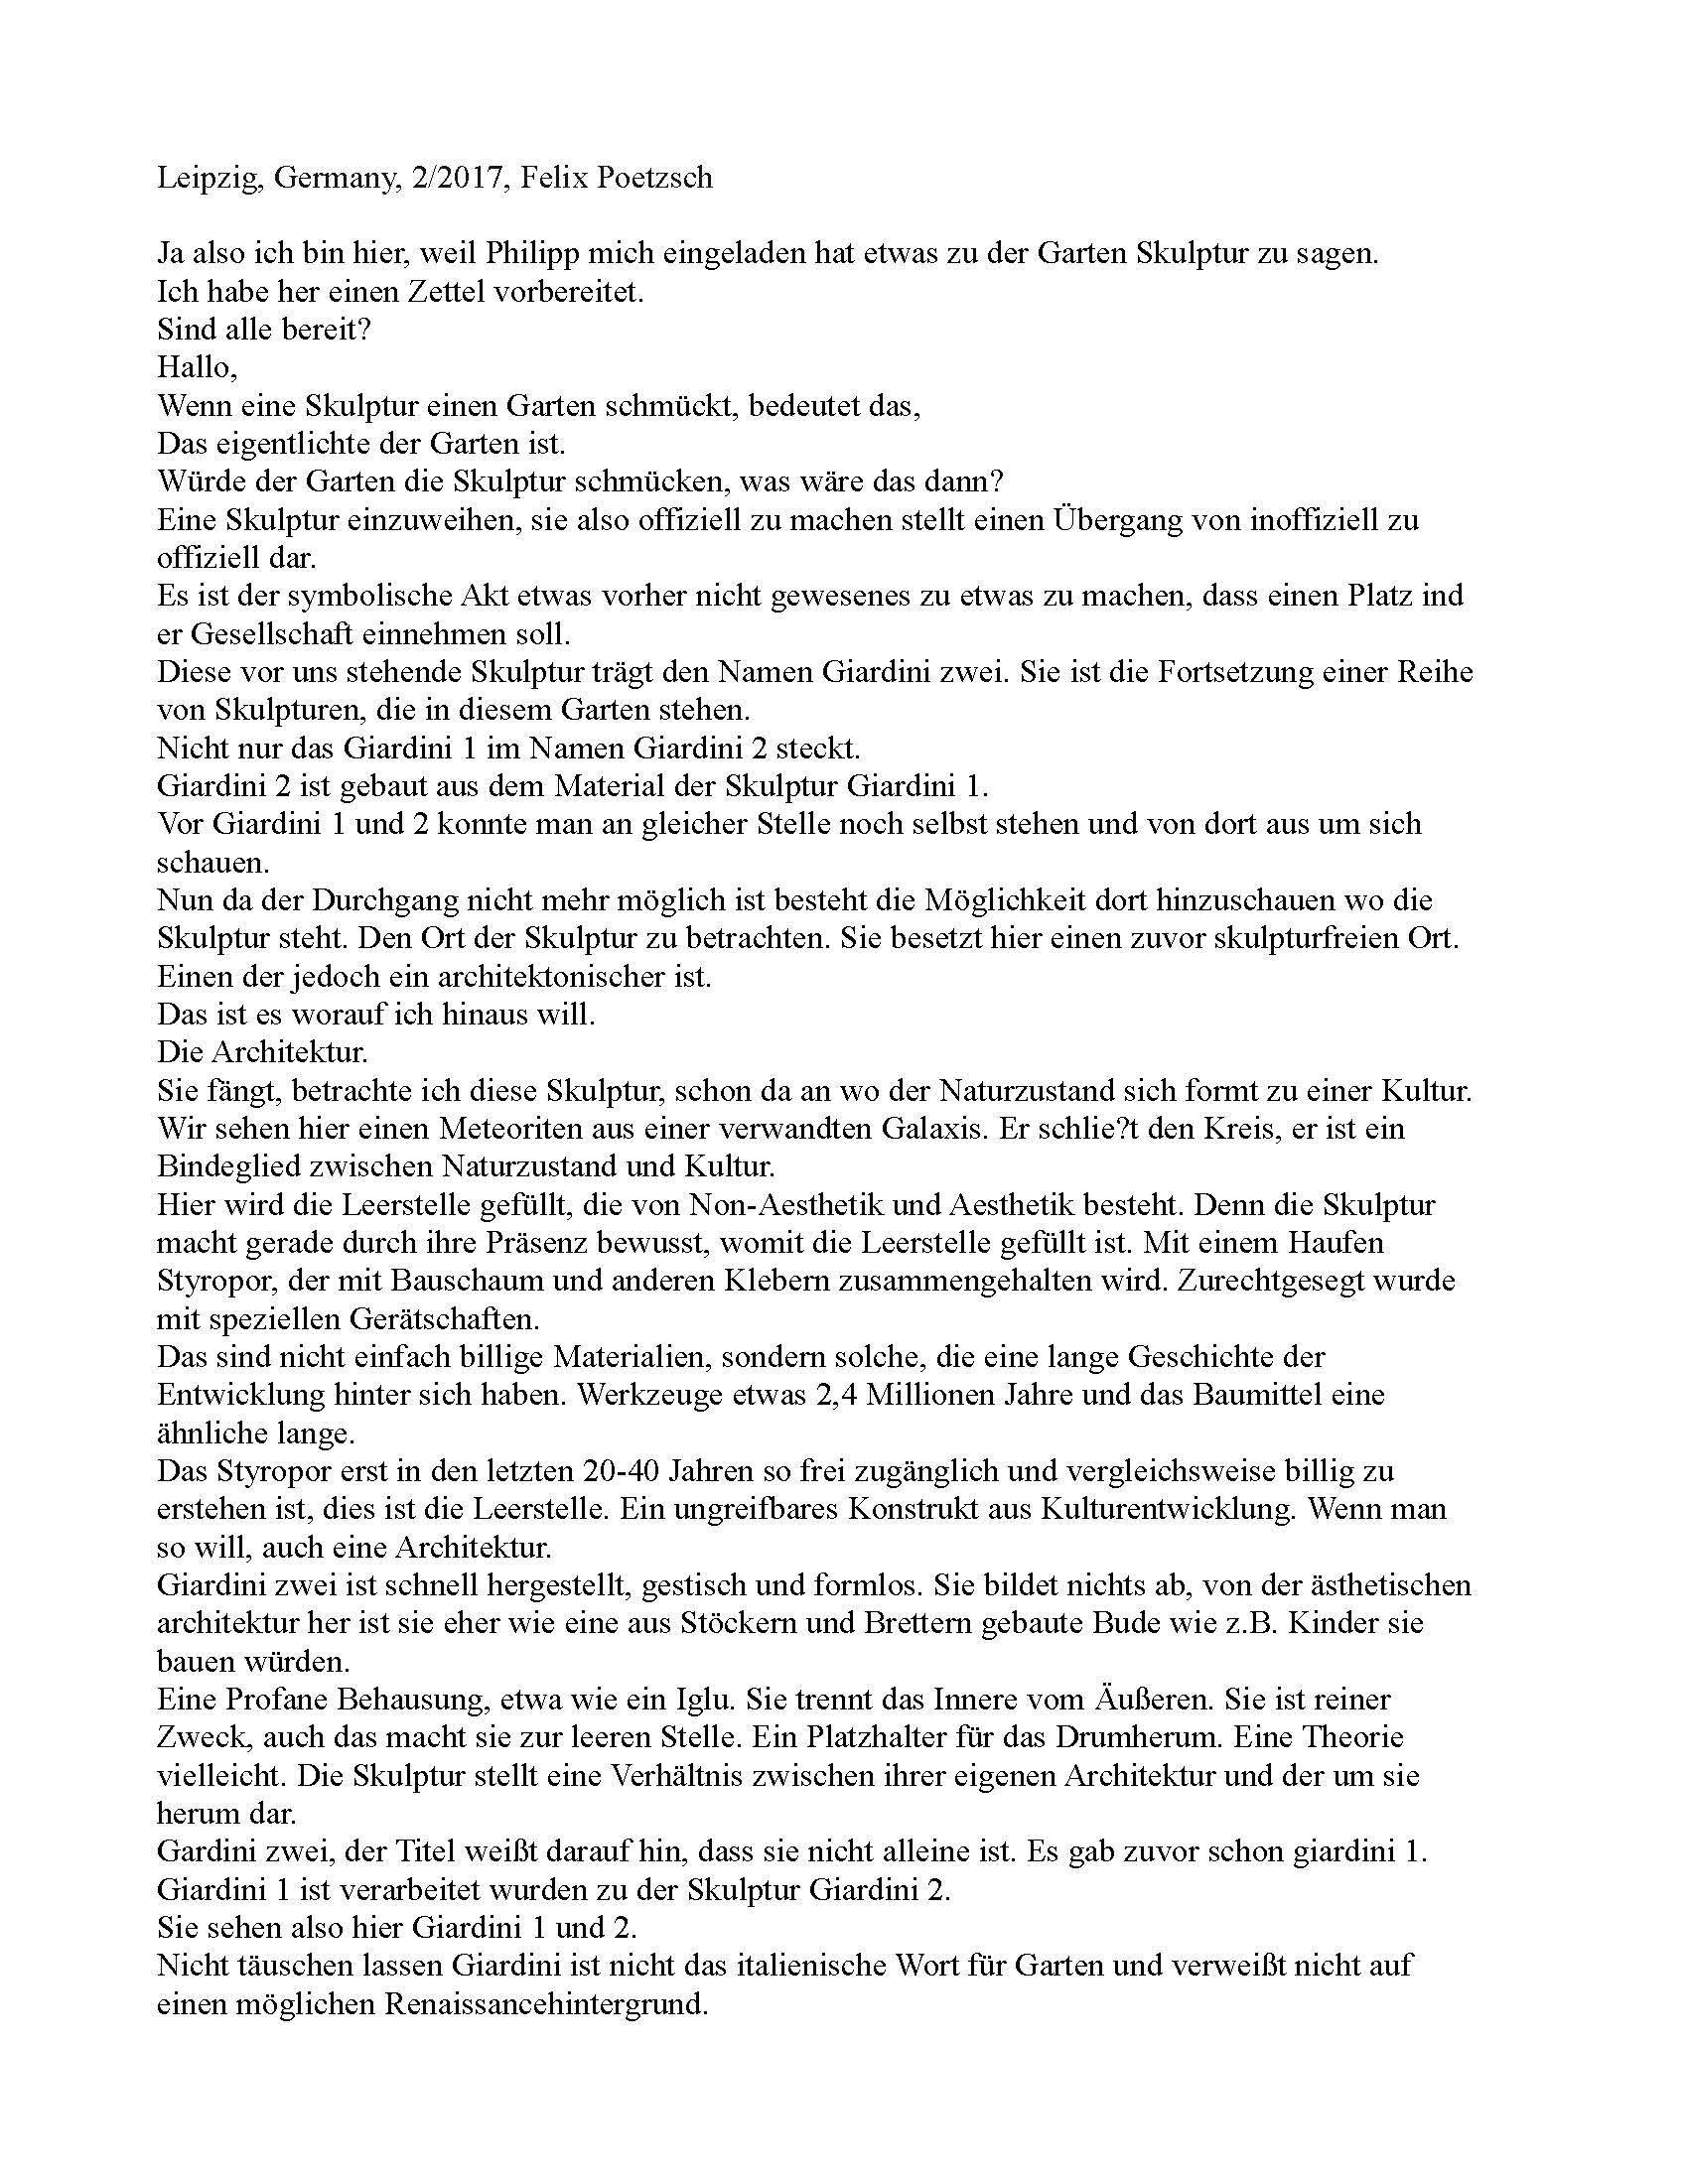 Leipzig, Germany, 2/2017, Felix Poetzsch
Ja also ich bin hier, weil Philipp mich eingeladen hat etwas zu der Garten Skulptur zu sagen.
Ich habe her einen Zettel vorbereitet.
Sind alle bereit?
Hallo,
Wenn eine Skulptur einen Garten schmückt, bedeutet das,
Das eigentlichte der Garten ist.
Würde der Garten die Skulptur schmücken, was wäre das dann?
Eine Skulptur einzuweihen, sie also offiziell zu machen stellt einen Übergang von inoffiziell zu
offiziell dar.
Es ist der symbolische Akt etwas vorher nicht gewesenes zu etwas zu machen, dass einen Platz ind
er Gesellschaft einnehmen soll.
Diese vor uns stehende Skulptur trägt den Namen Giardini zwei. Sie ist die Fortsetzung einer Reihe
von Skulpturen, die in diesem Garten stehen.
Nicht nur das Giardini 1 im Namen Giardini 2 steckt.
Giardini 2 ist gebaut aus dem Material der Skulptur Giardini 1.
Vor Giardini 1 und 2 konnte man an gleicher Stelle noch selbst stehen und von dort aus um sich
schauen.
Nun da der Durchgang nicht mehr möglich ist besteht die Möglichkeit dort hinzuschauen wo die
Skulptur steht. Den Ort der Skulptur zu betrachten. Sie besetzt hier einen zuvor skulpturfreien Ort.
Einen der jedoch ein architektonischer ist.
Das ist es worauf ich hinaus will.
Die Architektur.
Sie fängt, betrachte ich diese Skulptur, schon da an wo der Naturzustand sich formt zu einer Kultur.
Wir sehen hier einen Meteoriten aus einer verwandten Galaxis. Er schlie?t den Kreis, er ist ein
Bindeglied zwischen Naturzustand und Kultur.
Hier wird die Leerstelle gefüllt, die von Non-Aesthetik und Aesthetik besteht. Denn die Skulptur
macht gerade durch ihre Präsenz bewusst, womit die Leerstelle gefüllt ist. Mit einem Haufen
Styropor, der mit Bauschaum und anderen Klebern zusammengehalten wird. Zurechtgesegt wurde
mit speziellen Gerätschaften.
Das sind nicht einfach billige Materialien, sondern solche, die eine lange Geschichte der
Entwicklung hinter sich haben. Werkzeuge etwas 2,4 Millionen Jahre und das Baumittel eine
ähnliche lange.
Das Styropor erst in den letzten 20-40 Jahren so frei zugänglich und vergleichsweise billig zu
erstehen ist, dies ist die Leerstelle. Ein ungreifbares Konstrukt aus Kulturentwicklung. Wenn man
so will, auch eine Architektur.
Giardini zwei ist schnell hergestellt, gestisch und formlos. Sie bildet nichts ab, von der ästhetischen
architektur her ist sie eher wie eine aus Stöckern und Brettern gebaute Bude wie z.B. Kinder sie
bauen würden.
Eine Profane Behausung, etwa wie ein Iglu. Sie trennt das Innere vom Äußeren. Sie ist reiner
Zweck, auch das macht sie zur leeren Stelle. Ein Platzhalter für das Drumherum. Eine Theorie
vielleicht. Die Skulptur stellt eine Verhältnis zwischen ihrer eigenen Architektur und der um sie
herum dar.
Gardini zwei, der Titel weißt darauf hin, dass sie nicht alleine ist. Es gab zuvor schon giardini 1.
Giardini 1 ist verarbeitet wurden zu der Skulptur Giardini 2.
Sie sehen also hier Giardini 1 und 2.
Nicht täuschen lassen Giardini ist nicht das italienische Wort für Garten und verweißt nicht auf
einen möglichen Renaissancehintergrund.